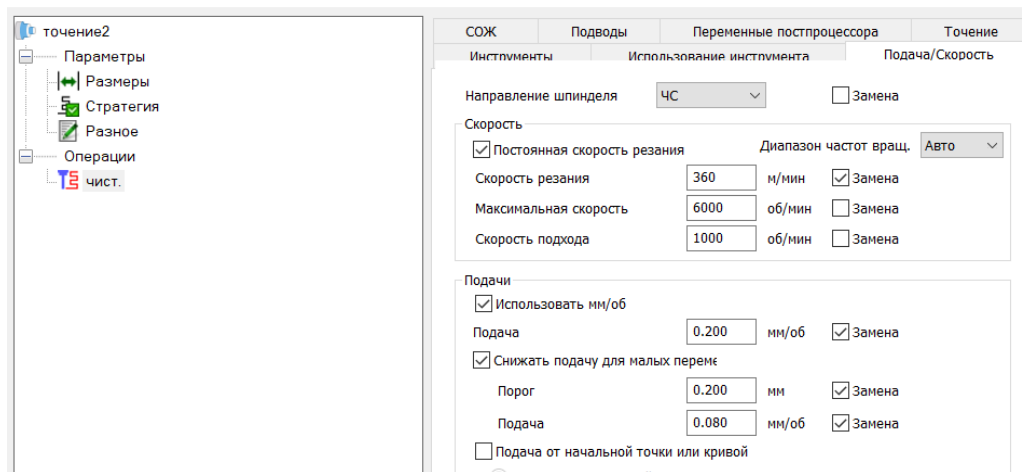 точение2
Параметры
Размеры
Стратегия
Разное
Операции
чист.
СОЖ Подводы Переменные постпроцессора Точение
Инструменты Использование инструмента Подача/Скорость
Направление шпинделя ЧС Замена
Скорость
Постоянная скорость резания Диапазон частот вращ. Авто
Скорость резания 360 м/мин Замена
Максимальная скорость 6000 об/мин Замена
Скорость подхода 1000 об/мин Замена
Подачи
Использовать мм/об
Подача 0.200 мм/об Замена
Снижать подачу для малых переме
Порог 0.200 мм Замена
Подача 0.080 мм/об Замена
Подача от начальной точки или кривой